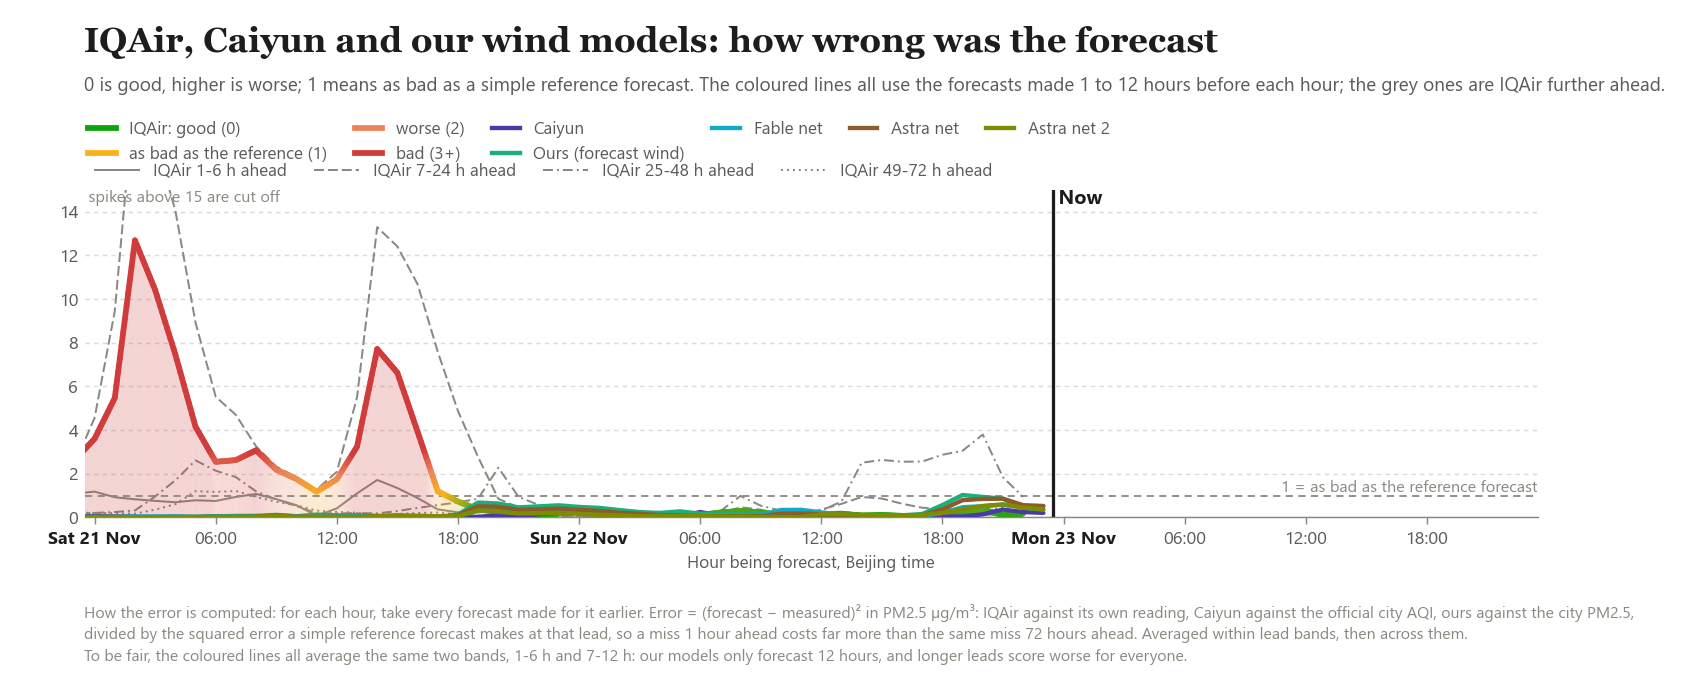 IQAir, Caiyun and our wind models: how wrong was the forecast
0 is good, higher is worse; 1 means as bad as a simple reference forecast. The coloured lines all use the forecasts made 1 to 12 hours before each hour; the grey ones are IQAir further ahead.
IQAir: good (0) worse (2) Caiyun Fable net Astra net Astra net 2
as bad as the reference (1) bad (3+) Ours (forecast wind)
IQAir 1-6 h ahead IQAir 7-24 h ahead IQAir 25-48 h ahead IQAir 49-72 h ahead
spikes above 15 are cut off
Now
14
12
10
8
6
4
2
1 = as bad as the reference forecast
0
Sat 21 Nov 06:00 12:00 18:00 Sun 22 Nov 06:00 12:00 18:00 Mon 23 Nov 06:00 12:00 18:00
Hour being forecast, Beijing time
How the error is computed: for each hour, take every forecast made for it earlier. Error = (forecast − measured)² in PM2.5 µg/m³: IQAir against its own reading, Caiyun against the official city AQI, ours against the city PM2.5,
divided by the squared error a simple reference forecast makes at that lead, so a miss 1 hour ahead costs far more than the same miss 72 hours ahead. Averaged within lead bands, then across them.
To be fair, the coloured lines all average the same two bands, 1-6 h and 7-12 h: our models only forecast 12 hours, and longer leads score worse for everyone.